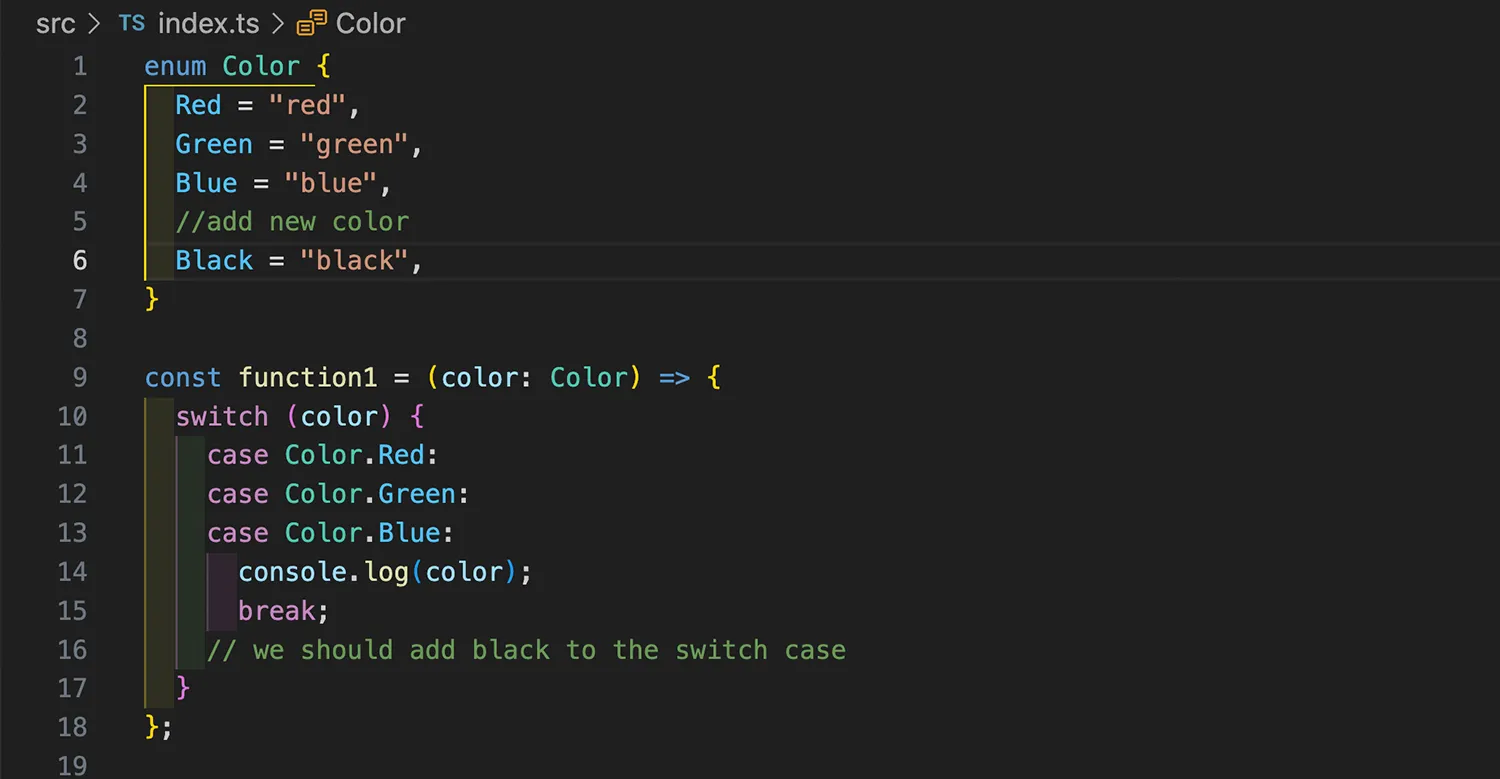 src > TS index.ts > Color
1 enum Color {
2   Red = "red",
3   Green = "green",
4   Blue = "blue",
5   //add new color
6   Black = "black",
7 }
8
9 const function1 = (color: Color) => {
10   switch (color) {
11     case Color.Red:
12     case Color.Green:
13     case Color.Blue:
14       console.log(color);
15       break;
16     // we should add black to the switch case
17   }
18 };
19